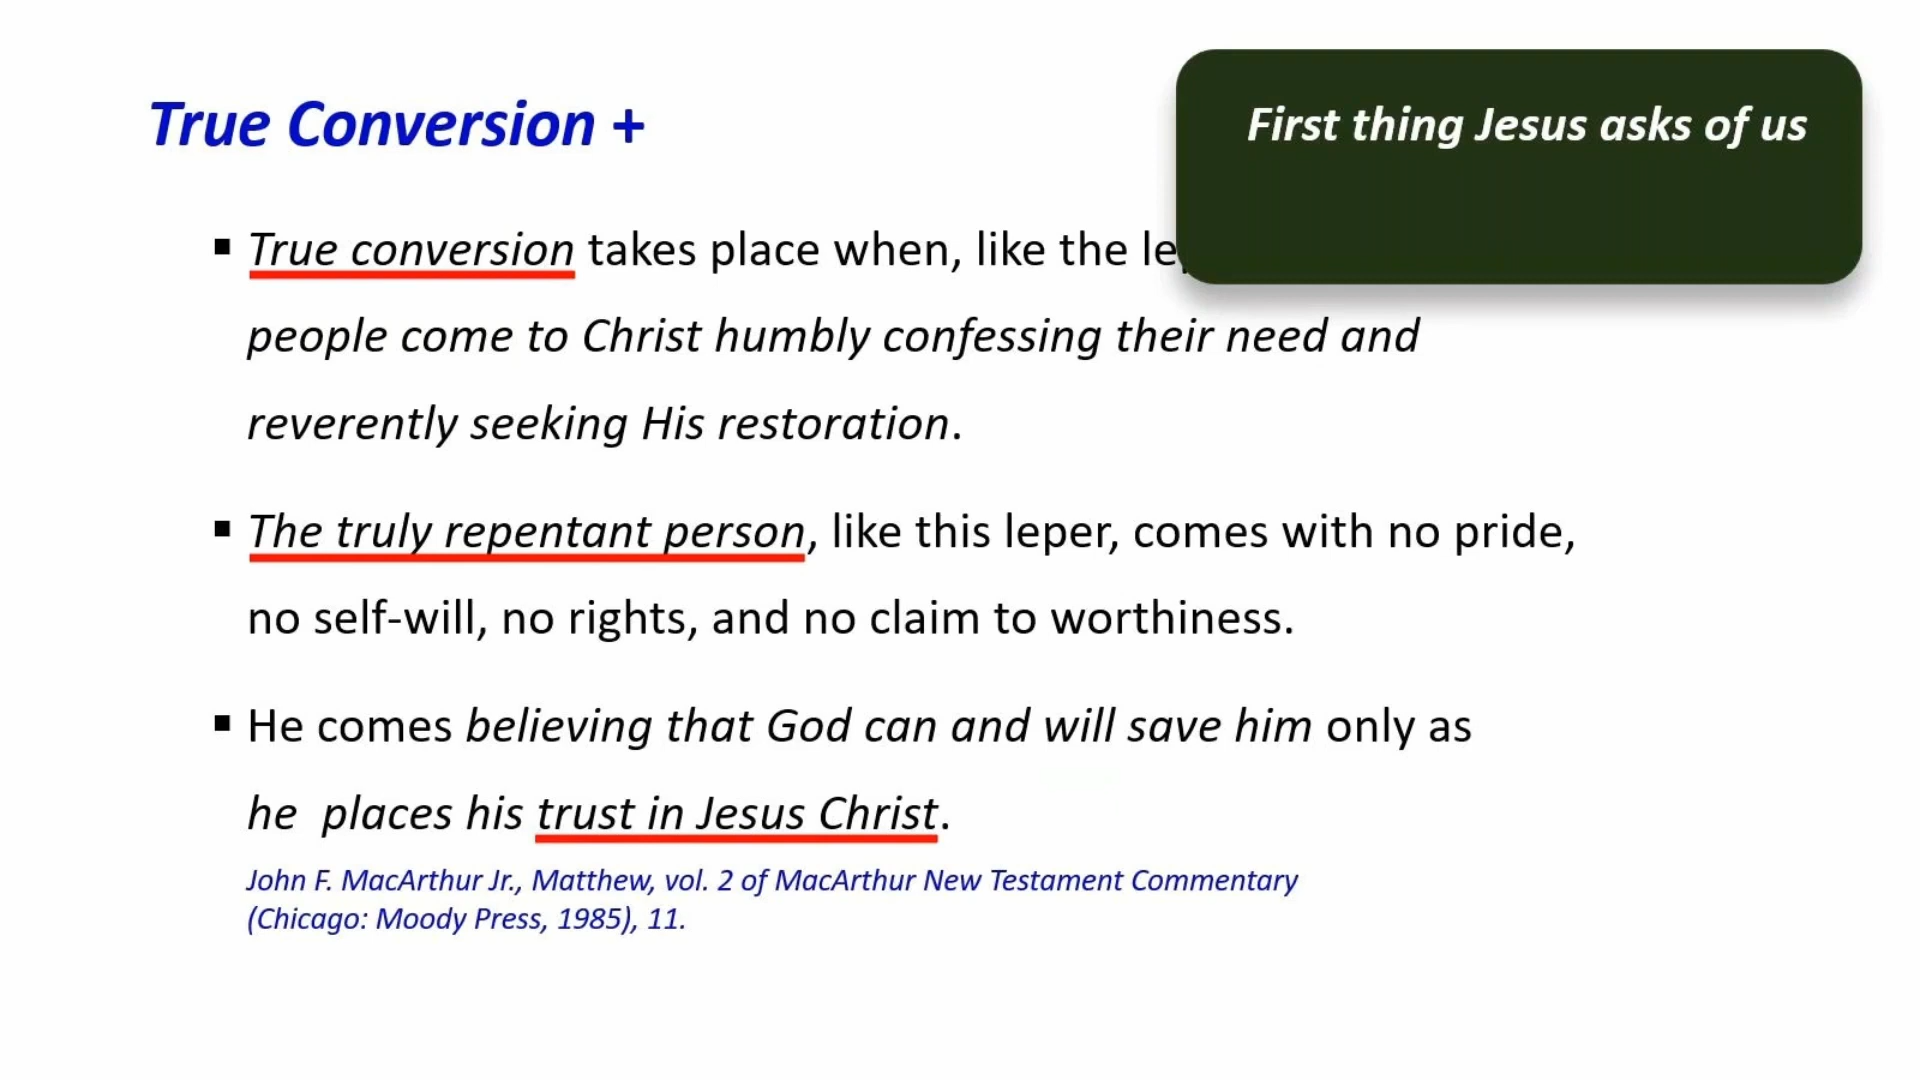 True Conversion +
First thing Jesus asks of us
▪ True conversion takes place when, like the
people come to Christ humbly confessing their need and
reverently seeking His restoration.
▪ The truly repentant person, like this leper, comes with no pride,
no self-will, no rights, and no claim to worthiness.
▪ He comes believing that God can and will save him only as
he  places his trust in Jesus Christ.
John F. MacArthur Jr., Matthew, vol. 2 of MacArthur New Testament Commentary
(Chicago: Moody Press, 1985), 11.